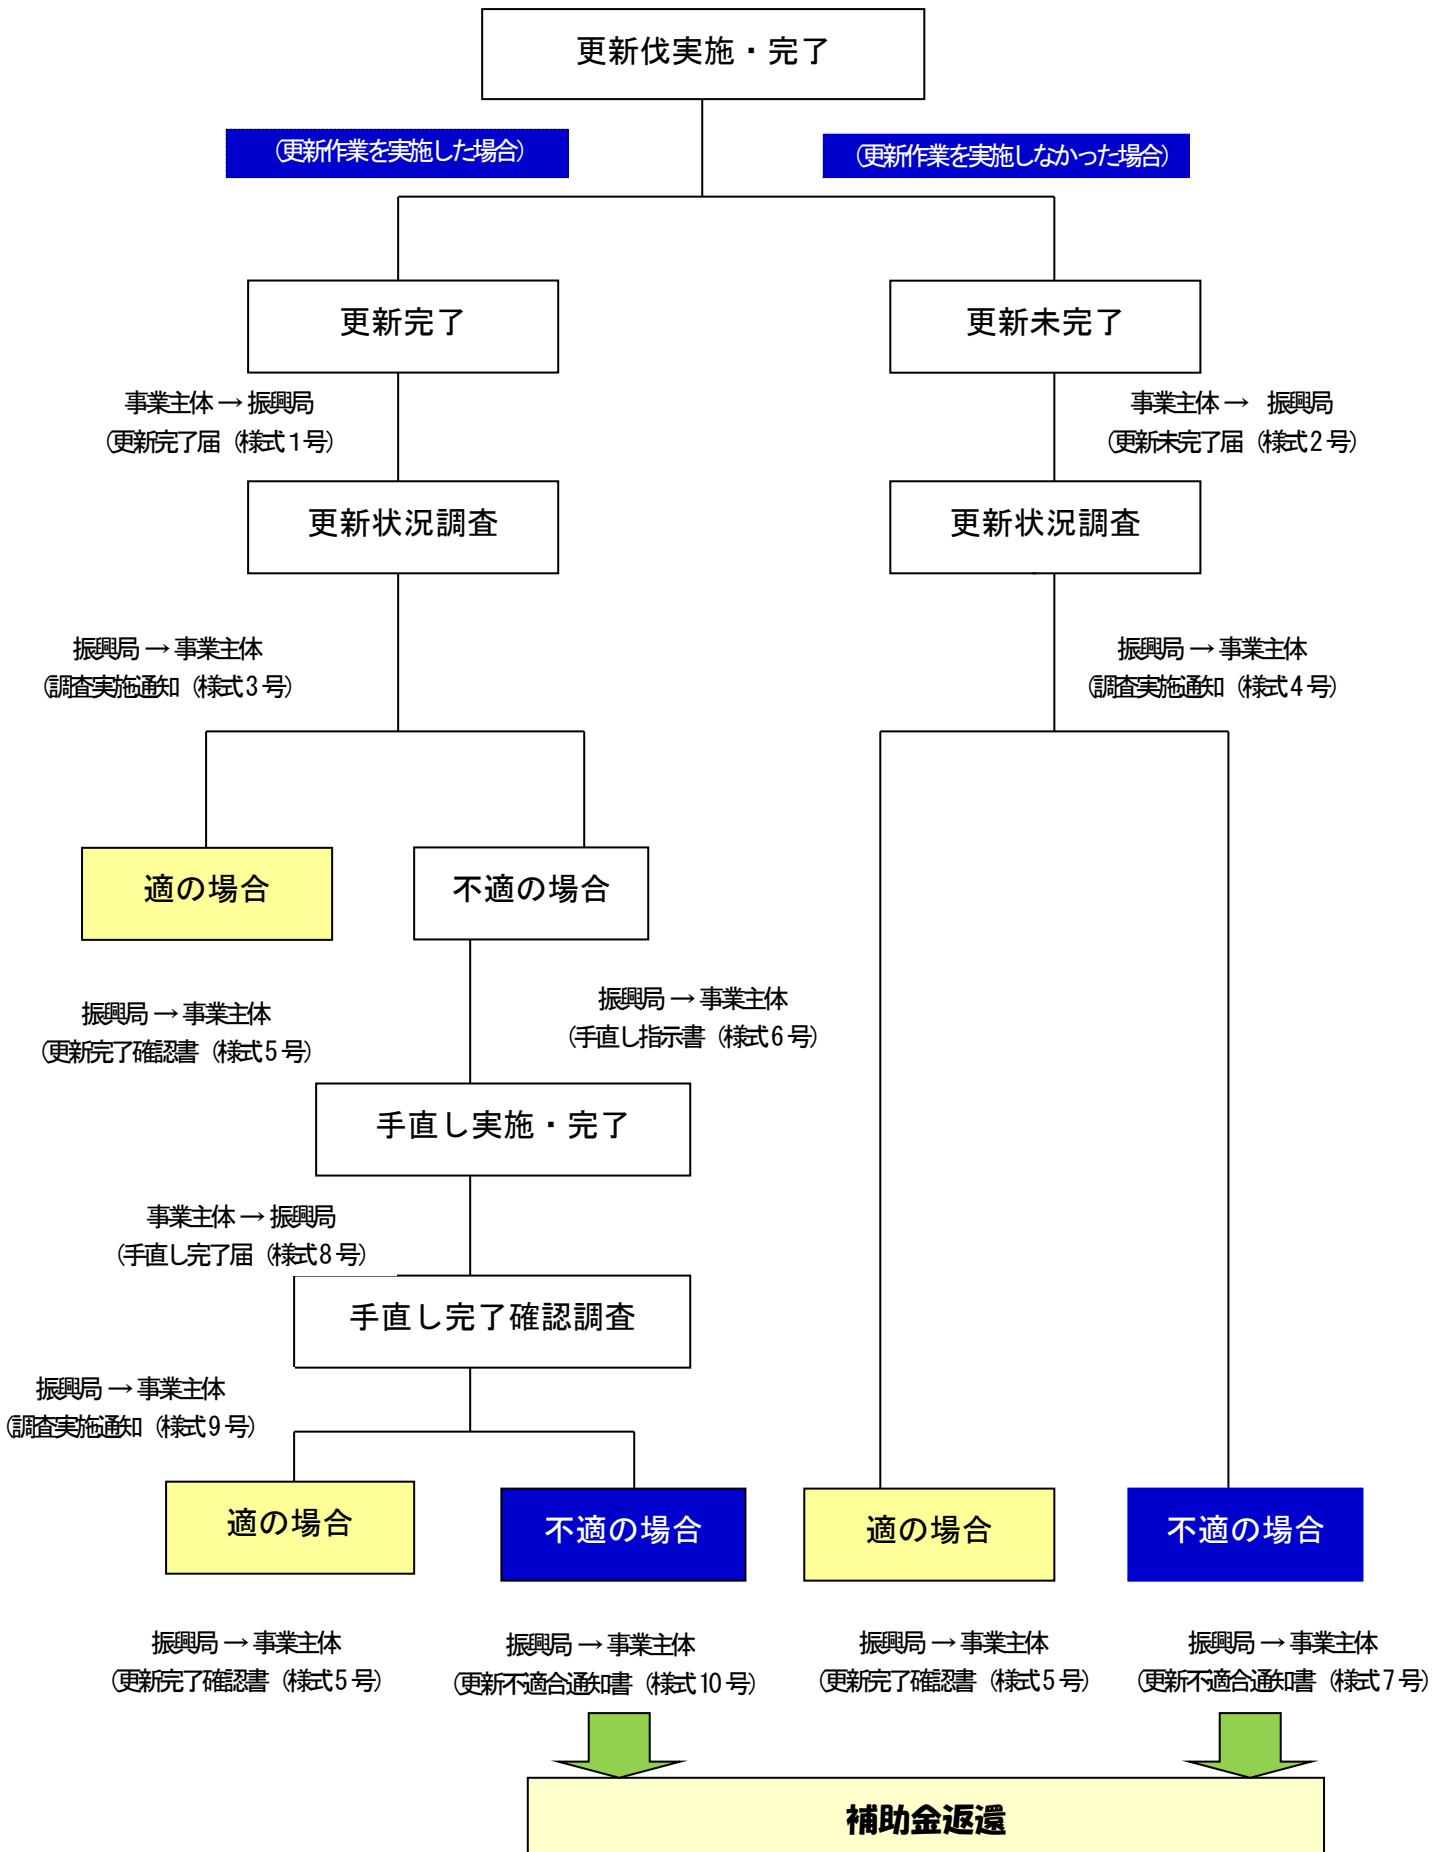 更新伐実施・完了
（更新作業を実施した場合）
（更新作業を実施しなかった場合）
更新完了
更新未完了
事業主体 → 振興局
（更新完了届（様式１号）
事業主体 → 振興局
（更新未完了届（様式２号）
更新状況調査
更新状況調査
振興局 → 事業主体
（調査実施通知（様式３号）
振興局 → 事業主体
（調査実施通知（様式４号）
適の場合
不適の場合
振興局 → 事業主体
（更新完了確認書（様式５号）
振興局 → 事業主体
（手直し指示書（様式６号）
手直し実施・完了
事業主体 → 振興局
（手直し完了届（様式８号）
手直し完了確認調査
振興局 → 事業主体
（調査実施通知（様式９号）
適の場合
不適の場合
適の場合
不適の場合
振興局 → 事業主体
（更新完了確認書（様式５号）
振興局 → 事業主体
（更新不適合通知書（様式10号）
振興局 → 事業主体
（更新完了確認書（様式５号）
振興局 → 事業主体
（更新不適合通知書（様式７号）
補助金返還